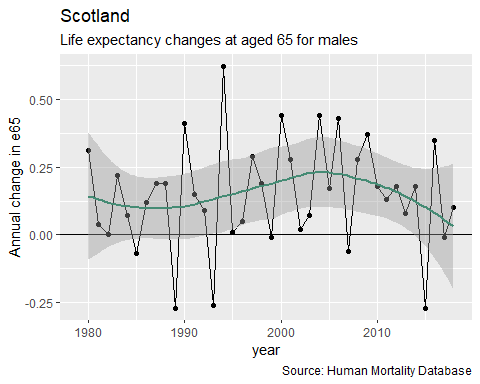 Scotland
Life expectancy changes at aged 65 for males
Annual change in e65
0.50
0.25
0.00
-0.25
1980 1990 2000 2010
year
Source: Human Mortality Database